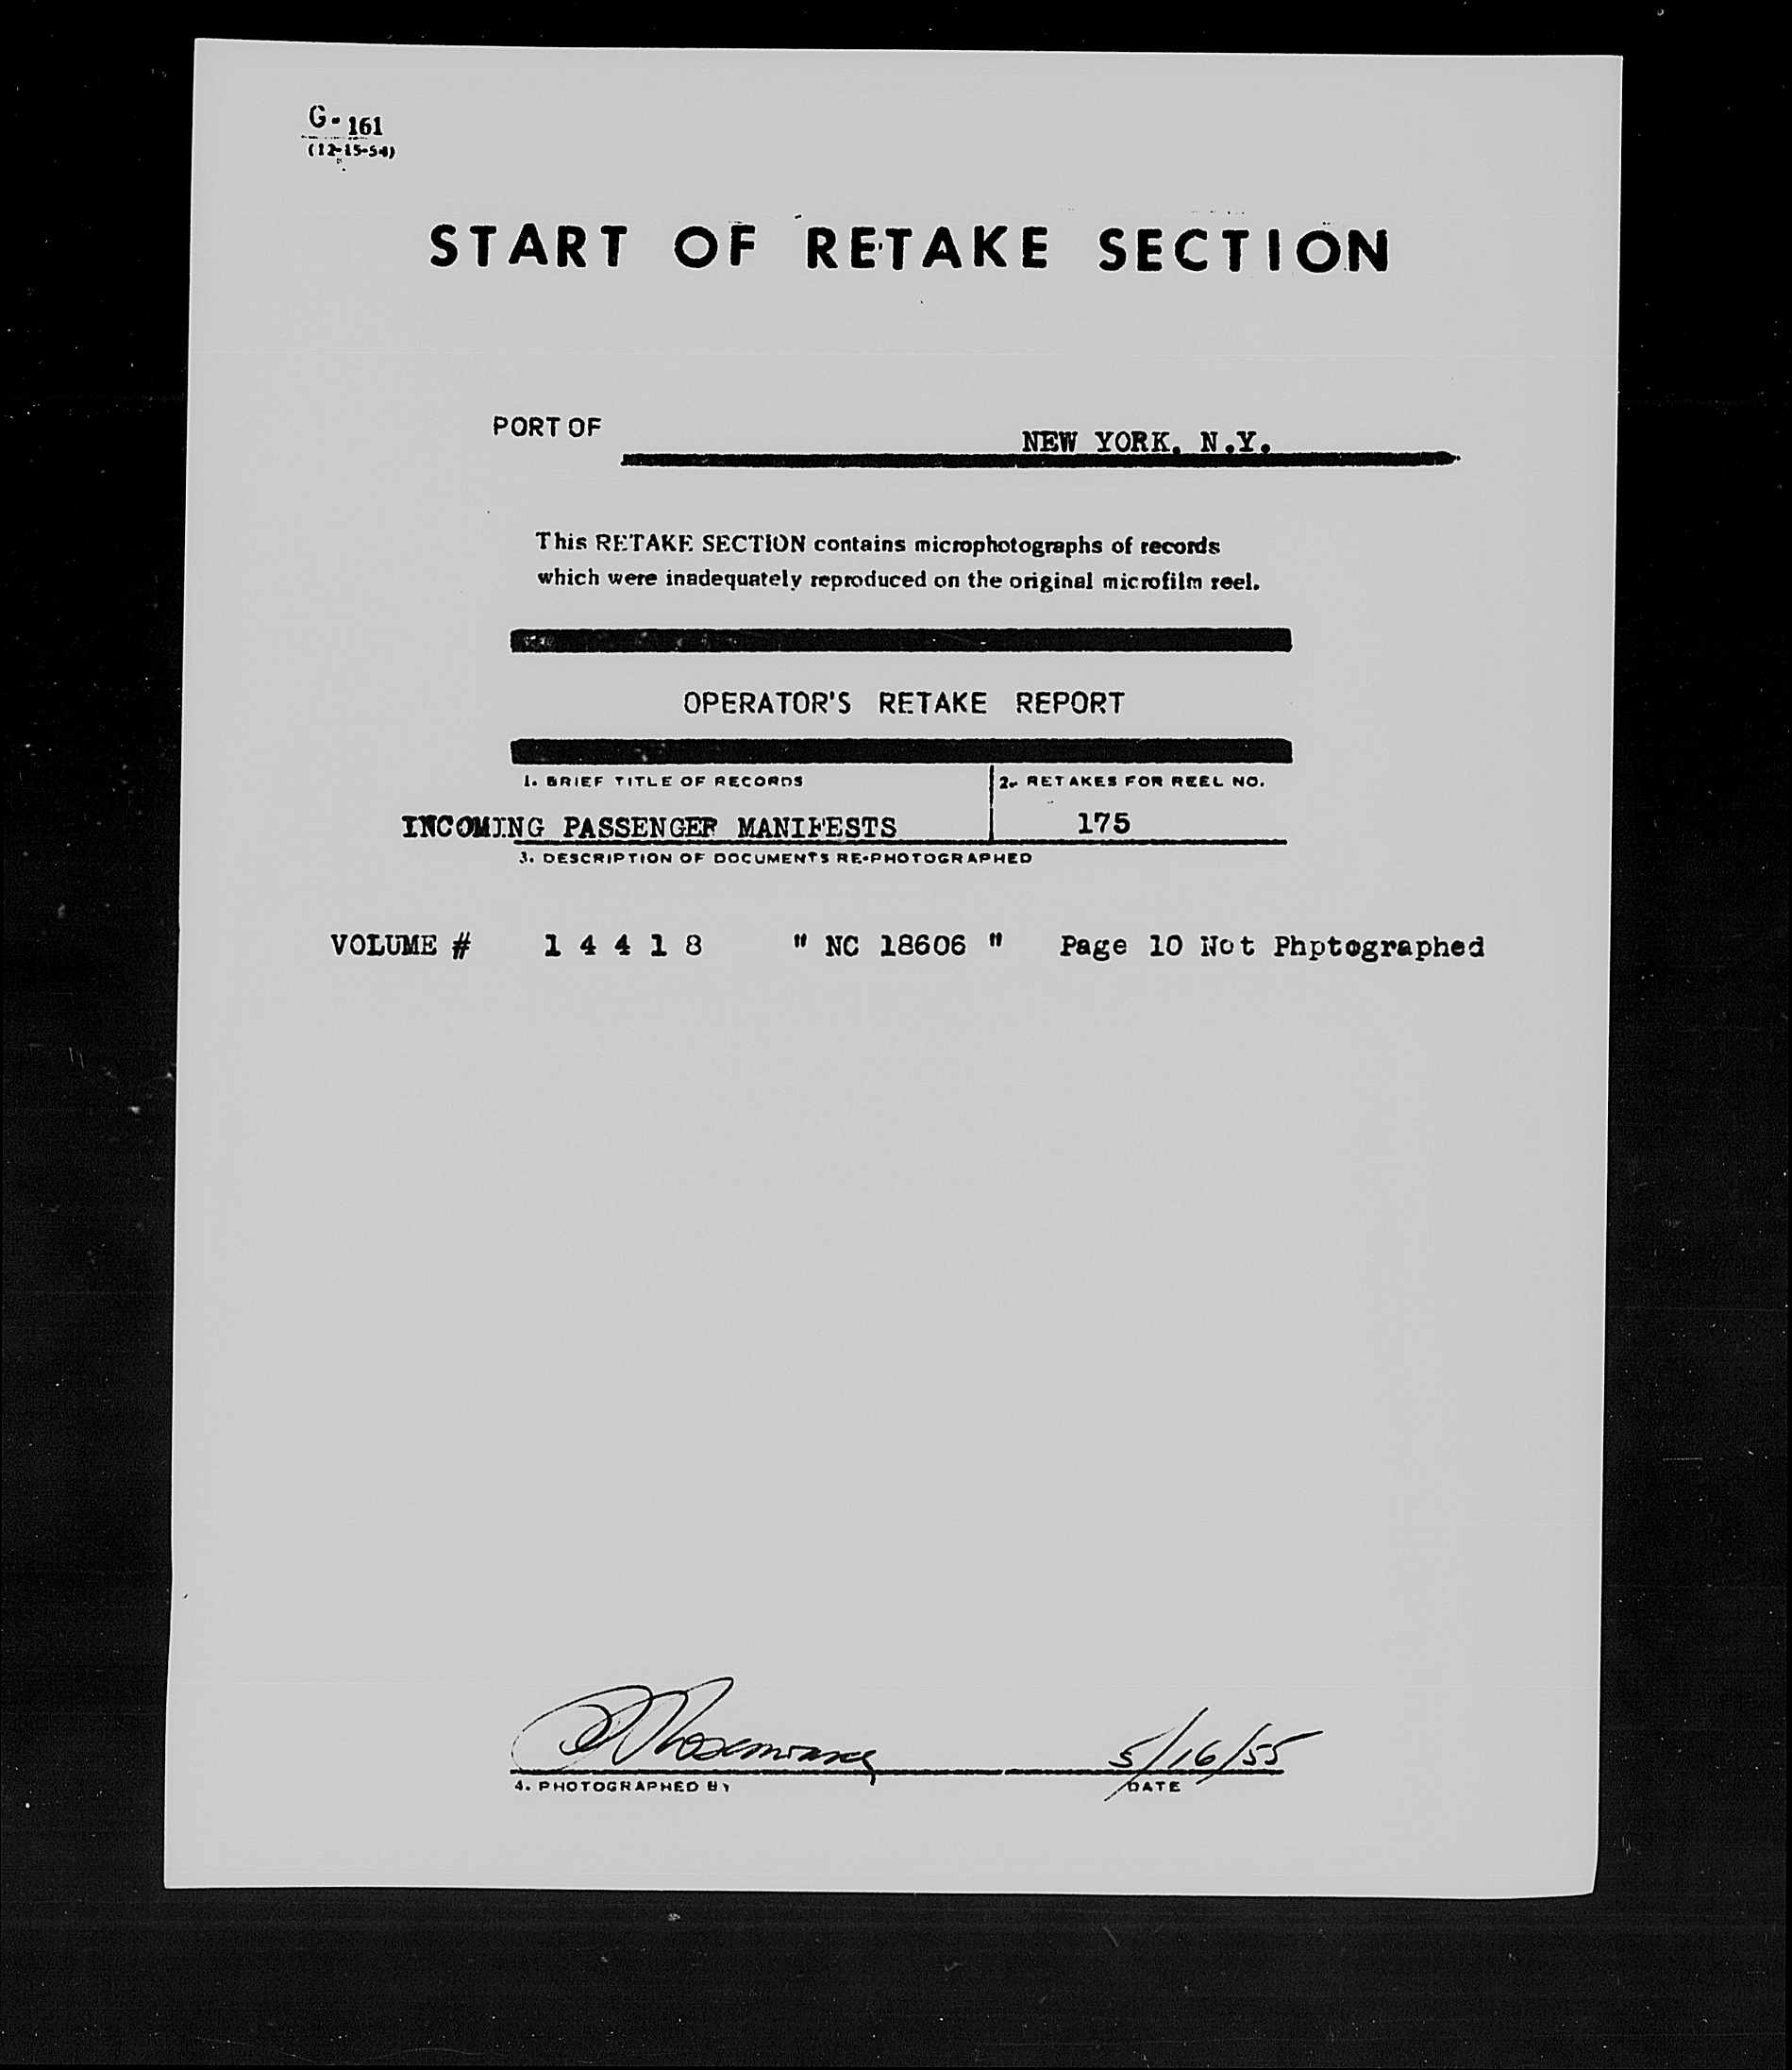 G-161
(12-15-54)
START OF RETAKE SECTION
PORT OF NEW YORK, N.Y.
This RETAKE SECTION contains microphotographs of records
which were inadequately reproduced on the original microfilm reel.
OPERATOR'S RETAKE REPORT
1. BRIEF TITLE OF RECORDS
2. RETAKES FOR REEL NO.
INCOMING PASSENGER MANIFESTS
175
3. DESCRIPTION OF DOCUMENTS RE-PHOTOGRAPHED
VOLUME # 1 4 4 1 8 " NC 18606 " Page 10 Not Phptographed
5/16/55
4. PHOTOGRAPHED BY
DATE